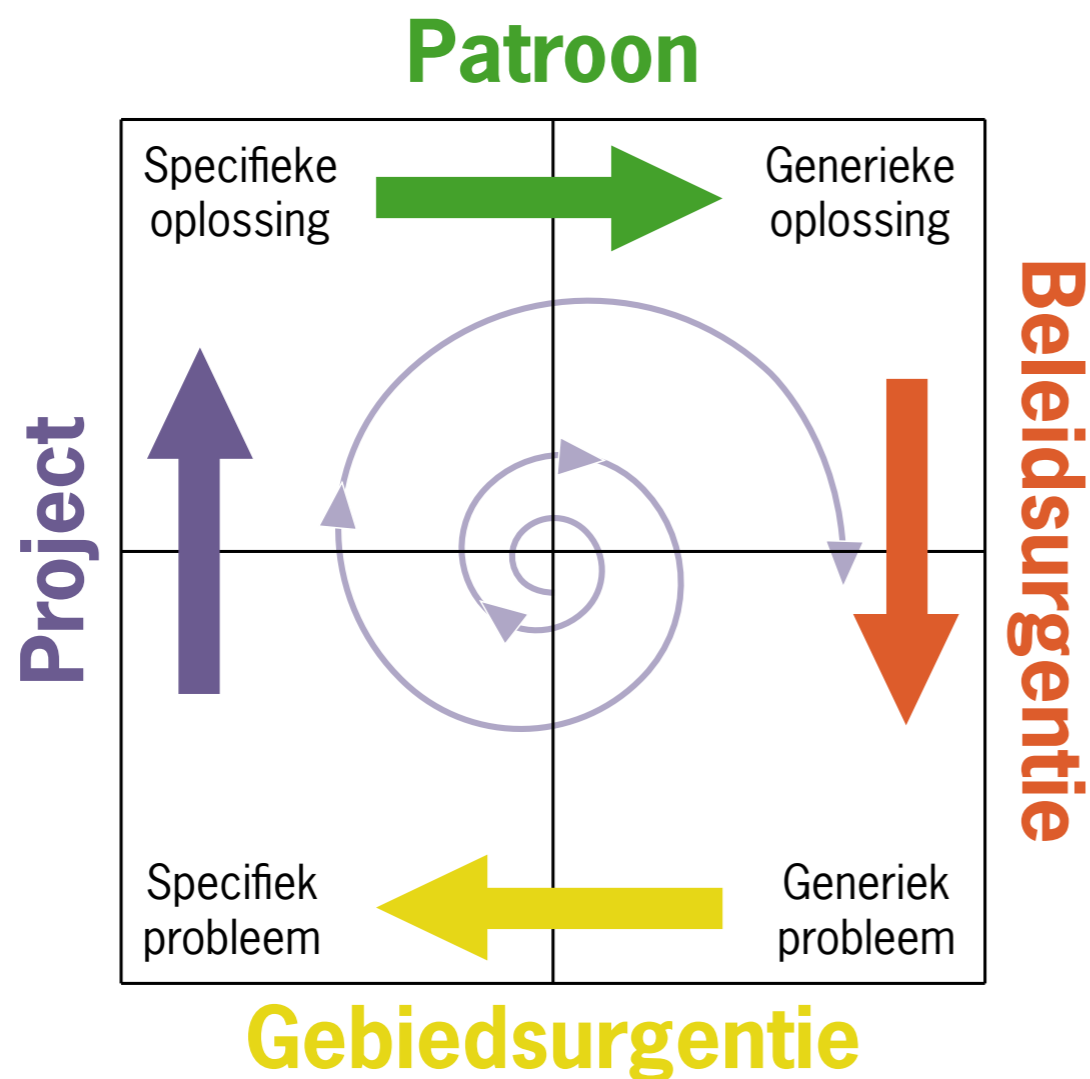 Patroon
Specifieke
oplossing
Generieke
oplossing
Project
Beleidsurgentie
Specifiek
probleem
Generiek
probleem
Gebiedsurgentie